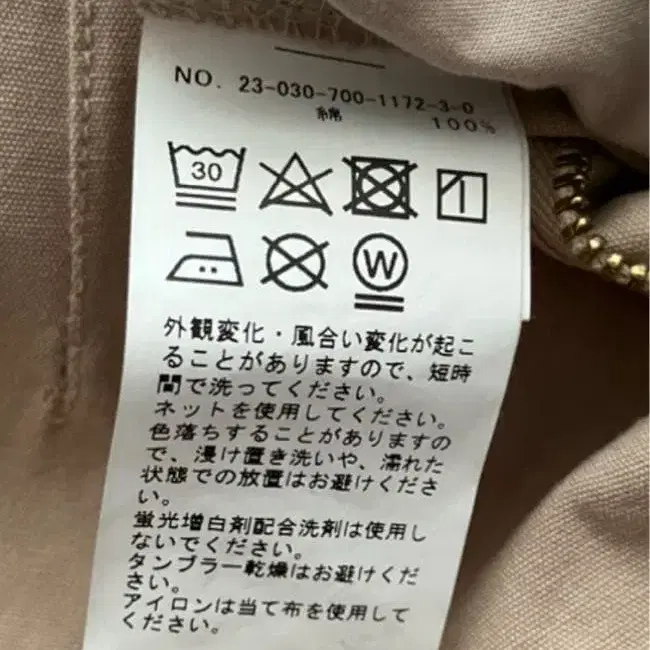 NO. 23-030-700-1172-3-0
綿 100%
30
W
外観変化・風合い変化が起こ
ることがありますので、短時
間で洗ってください。
ネットを使用してください。
色落ちすることがありますの
で、浸け置き洗いや、濡れた
状態での放置はお避けくださ
い。
蛍光増白剤配合洗剤は使用し
ないでください。
タンブラー乾燥はお避けくだ
さい。
アイロンは当て布を使用して
ください。